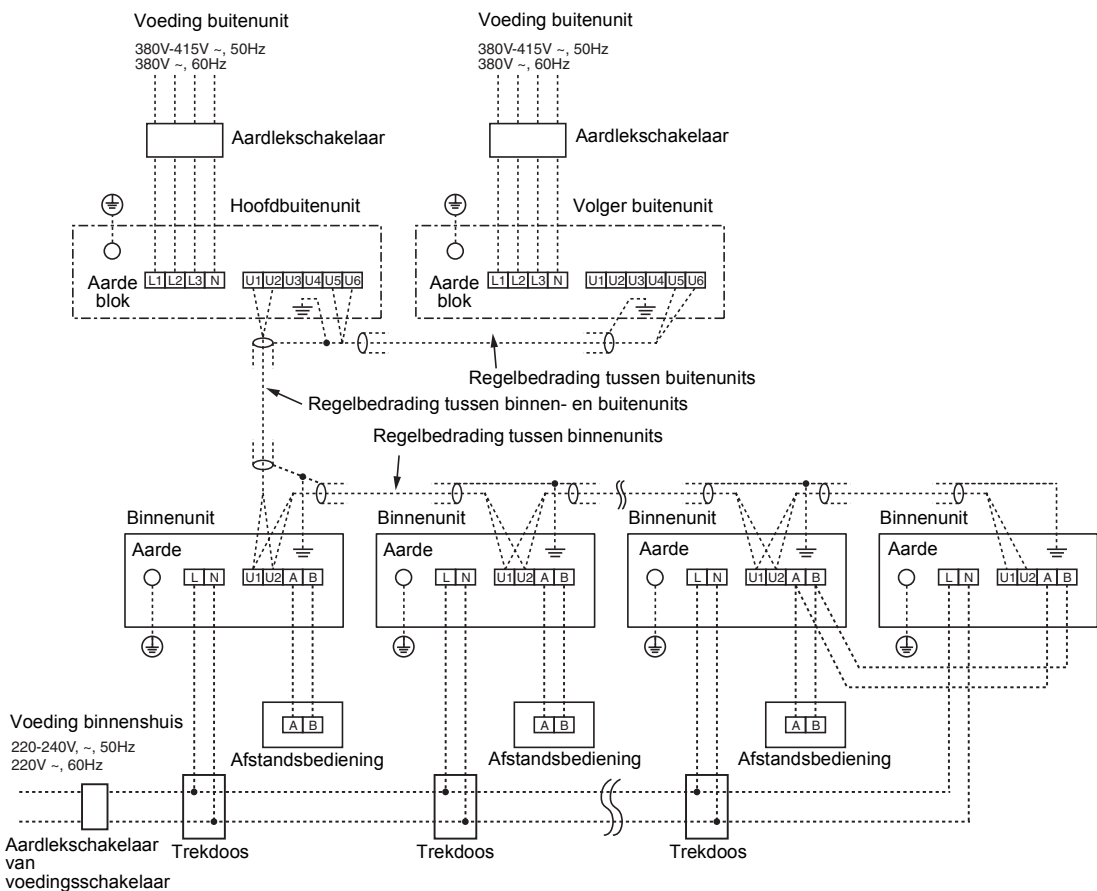 Voeding buitenunit
380V-415V ~, 50Hz
380V ~, 60Hz
Voeding buitenunit
380V-415V ~, 50Hz
380V ~, 60Hz
Aardlekschakelaar
Aardlekschakelaar
Hoofdbuitenunit
Volger buitenunit
Aarde
blok
L1 L2 L3 N
U1 U2 U3 U4 U5 U6
Aarde
blok
L1 L2 L3 N
U1 U2 U3 U4 U5 U6
Regelbedrading tussen buitenunits
Regelbedrading tussen binnen- en buitenunits
Regelbedrading tussen binnenunits
Binnenunit
Binnenunit
Binnenunit
Binnenunit
Aarde
Aarde
Aarde
Aarde
L N
U1 U2 A B
L N
U1 U2 A B
L N
U1 U2 A B
L N
U1 U2 A B
A B
A B
A B
Afstandsbediening
Afstandsbediening
Afstandsbediening
Voeding binnenshuis
220-240V, ~, 50Hz
220V ~, 60Hz
Aardlekschakelaar
van
voedingsschakelaar
Trekdoos
Trekdoos
Trekdoos